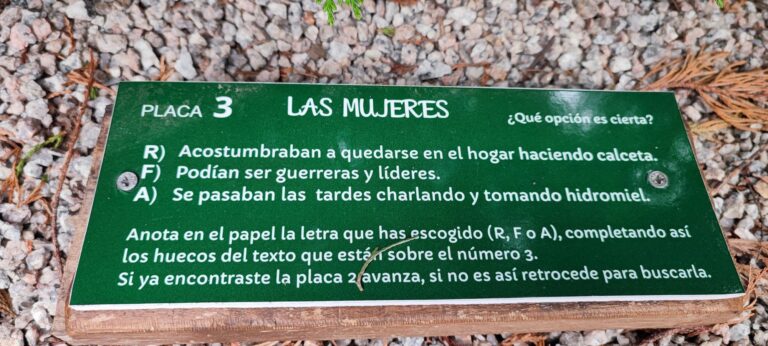 PLACA 3 LAS MUJERES ¿Qué opción es cierta?
R) Acostumbraban a quedarse en el hogar haciendo calceta.
F) Podían ser guerreras y líderes.
A) Se pasaban las tardes charlando y tomando hidromiel.
Anota en el papel la letra que has escogido (R, F o A), completando así
los huecos del texto que están sobre el número 3.
Si ya encontraste la placa 2 avanza, si no es así retrocede para buscarla.